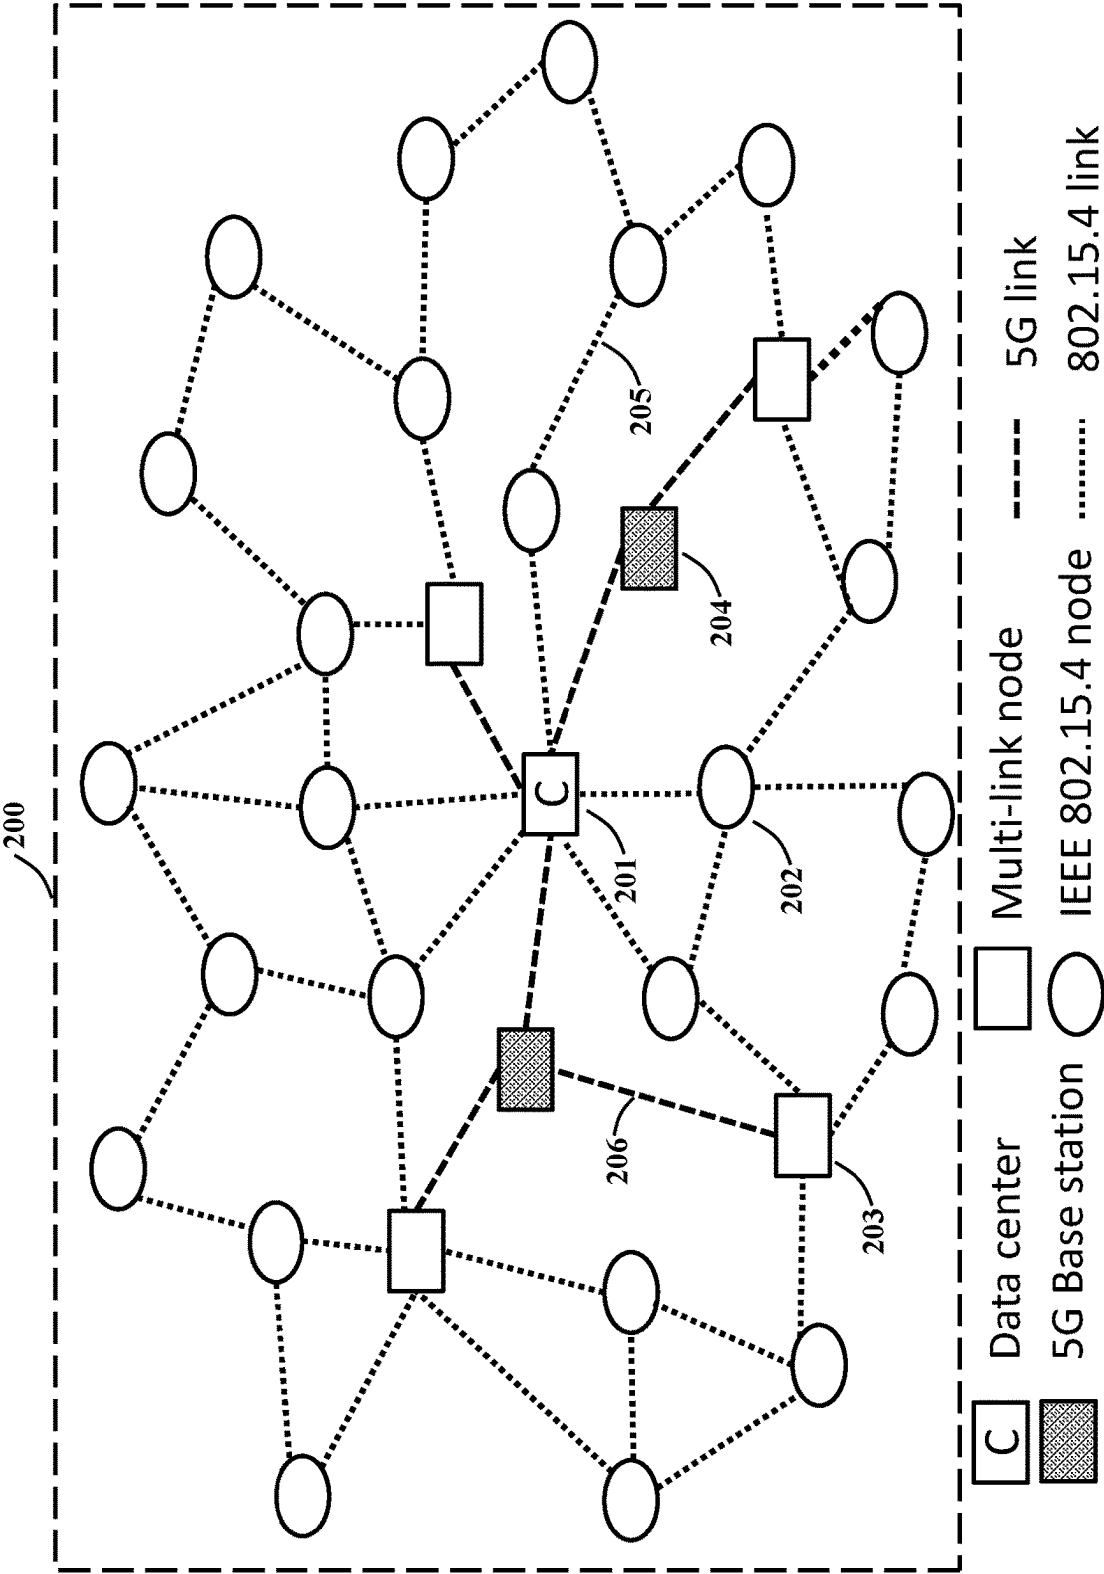 200
C
201
202
203
204
205
206
C Data center
Multi-link node
5G link
5G Base station
IEEE 802.15.4 node
802.15.4 link